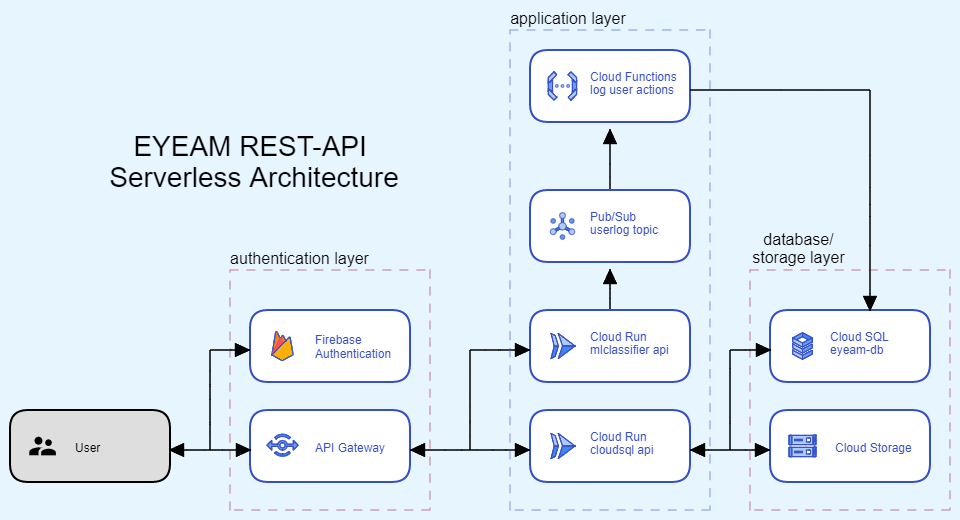 application layer
Cloud Functions
log user actions
EYEAM REST-API
Serverless Architecture
Pub/Sub
userlog topic
database/
storage layer
authentication layer
Firebase
Authentication
Cloud Run
mlclassifier api
Cloud SQL
eyeam-db
User
API Gateway
Cloud Run
cloudsql api
Cloud Storage